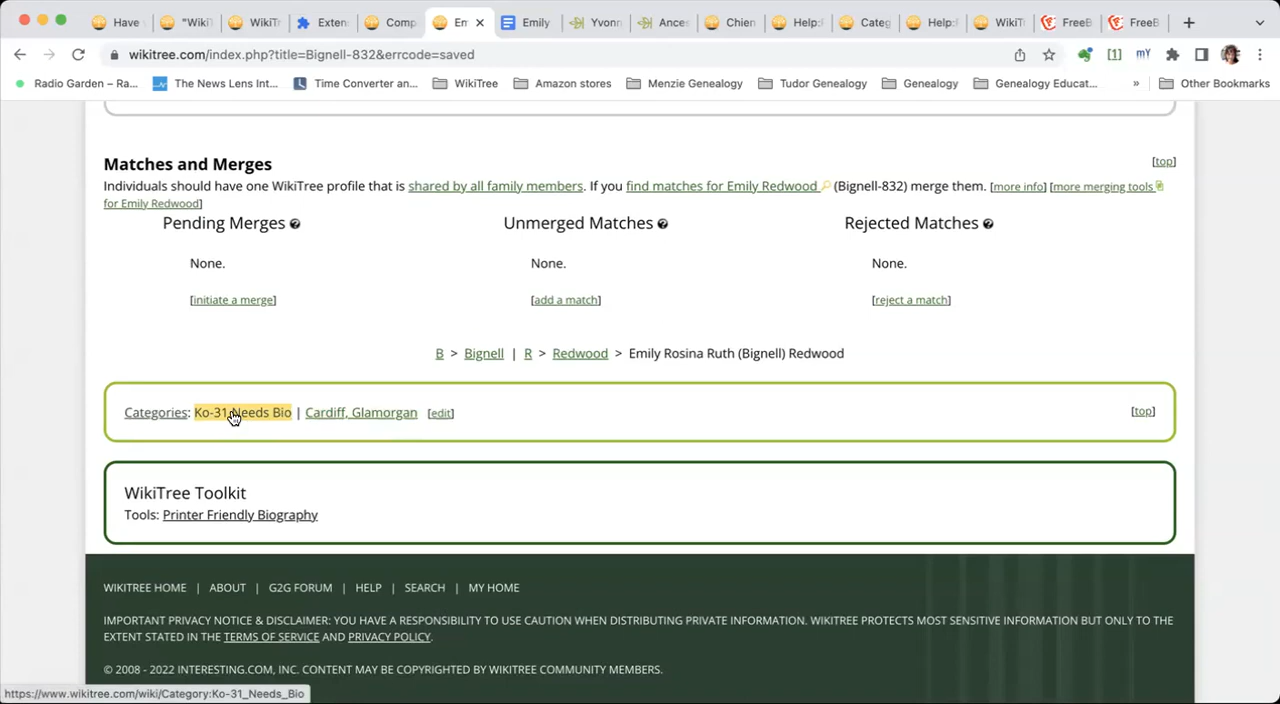 Have "WikiT WikiTr Exten Comp Em Emily Yvonn Ances Chien Help: Categ Help: WikiTr FreeB FreeB
wikitree.com/index.php?title=Bignell-832&errcode=saved
Radio Garden – Ra... The News Lens Int... Time Converter an... WikiTree Amazon stores Menzie Genealogy Tudor Genealogy Genealogy Genealogy Educat... » Other Bookmarks
Matches and Merges [top]
Individuals should have one WikiTree profile that is shared by all family members. If you find matches for Emily Redwood (Bignell-832) merge them. [more info] [more merging tools
for Emily Redwood]
Pending Merges Unmerged Matches Rejected Matches
None. None. None.
[initiate a merge] [add a match] [reject a match]
B > Bignell | R > Redwood > Emily Rosina Ruth (Bignell) Redwood
Categories: Ko-31 Needs Bio | Cardiff, Glamorgan [edit] [top]
WikiTree Toolkit
Tools: Printer Friendly Biography
WIKITREE HOME | ABOUT | G2G FORUM | HELP | SEARCH | MY HOME
IMPORTANT PRIVACY NOTICE & DISCLAIMER: YOU HAVE A RESPONSIBILITY TO USE CAUTION WHEN DISTRIBUTING PRIVATE INFORMATION. WIKITREE PROTECTS MOST SENSITIVE INFORMATION BUT ONLY TO THE
EXTENT STATED IN THE TERMS OF SERVICE AND PRIVACY POLICY.
© 2008 - 2022 INTERESTING.COM, INC. CONTENT MAY BE COPYRIGHTED BY WIKITREE COMMUNITY MEMBERS.
https://www.wikitree.com/wiki/Category:Ko-31_Needs_Bio